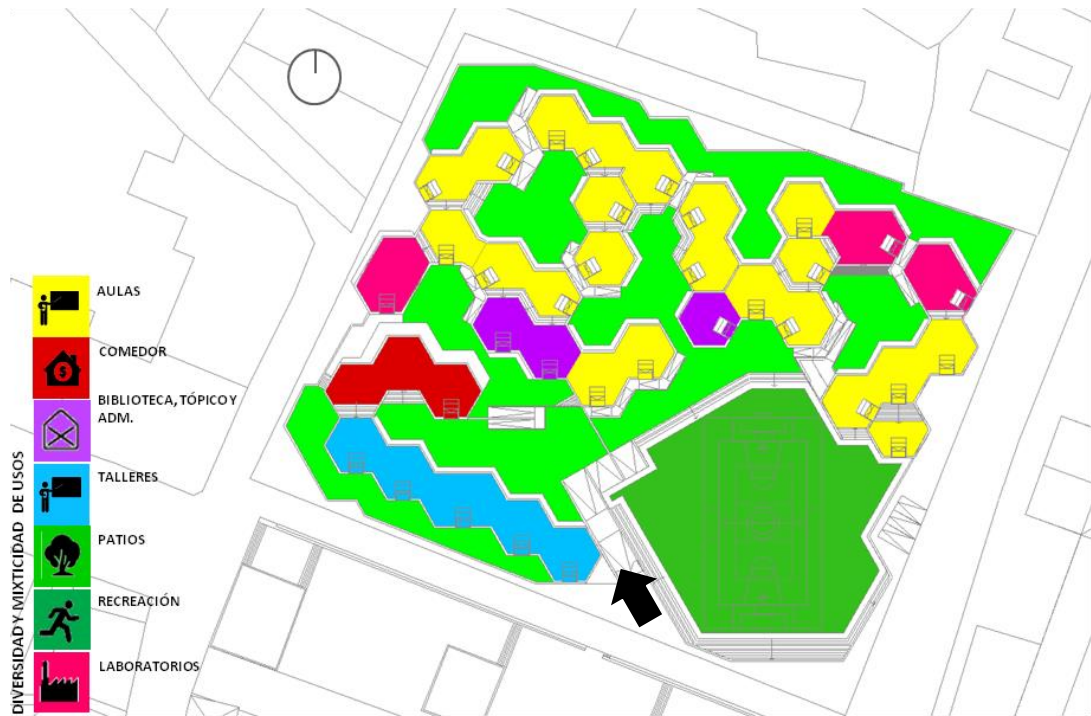 DIVERSIDAD Y MIXTICIDAD DE USOS
AULAS
COMEDOR
BIBLIOTECA, TÓPICO Y
ADM.
TALLERES
PATIOS
RECREACIÓN
LABORATORIOS